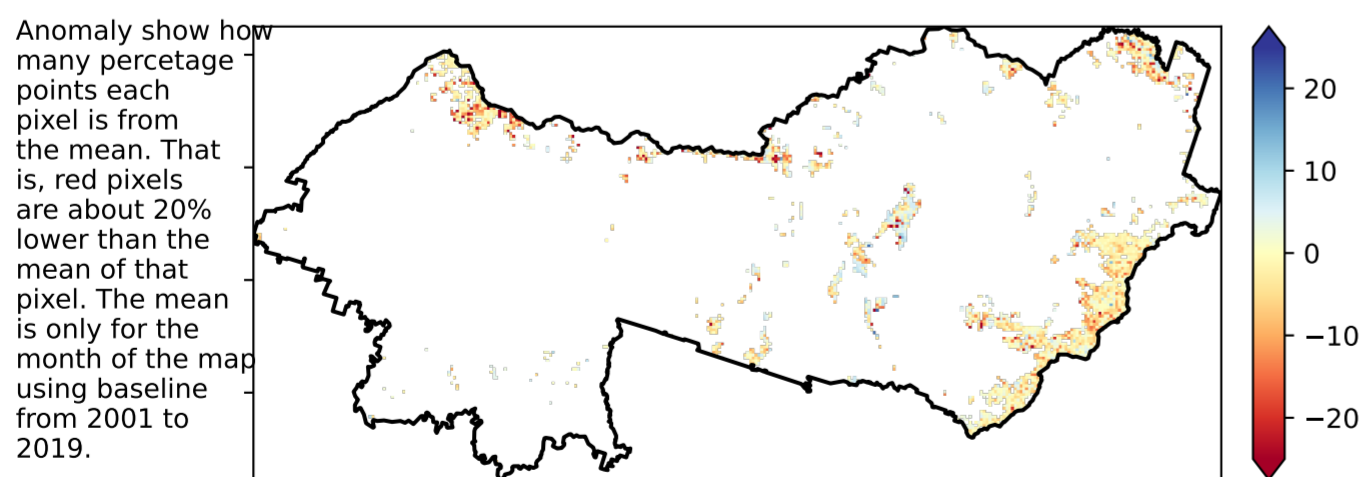 Anomaly show how
many percetage
points each
pixel is from
the mean. That
is, red pixels
are about 20%
lower than the
mean of that
pixel. The mean
is only for the
month of the map
using baseline
from 2001 to
2019.
20
10
0
−10
−20